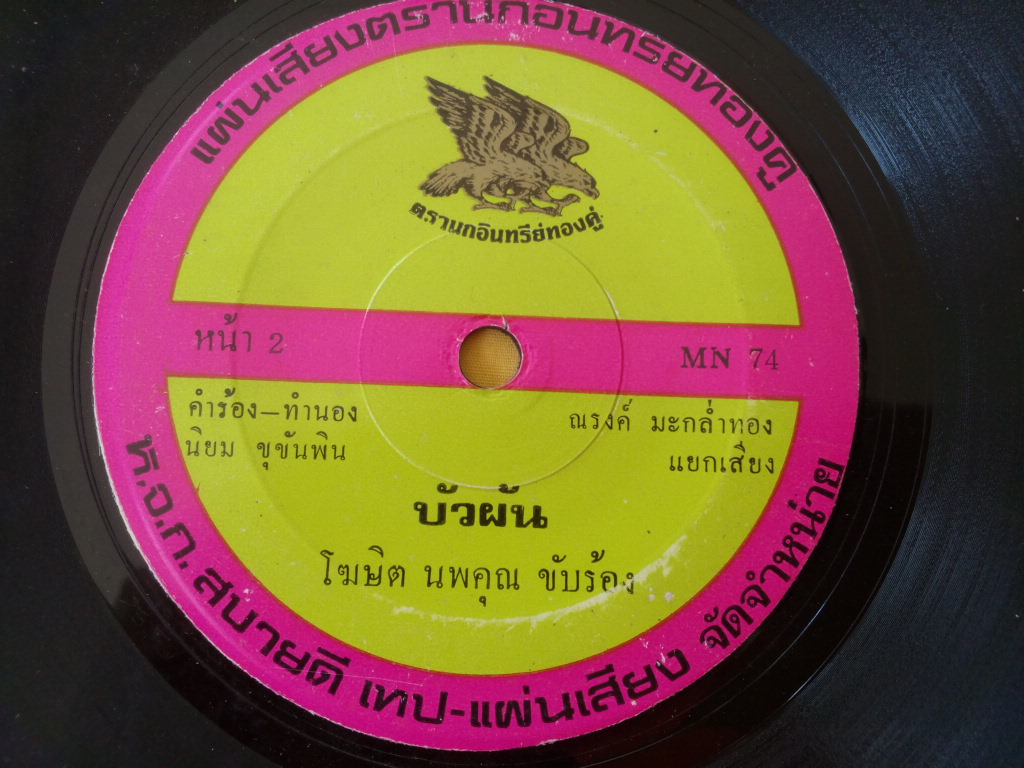 แผ่นเสียงตรานกอินทรีย์ทองคู่
ตรานกอินทรีย์ทองคู่
หน้า 2
MN 74
คำร้อง–ทำนอง
นิยม ขุขันพิน
ณรงค์ มะกล่ำทอง
แยกเสียง
บัวผัน
โฆษิต นพคุณ ขับร้อง
ห.จ.ก. สบายดี เทป-แผ่นเสียง จัดจำหน่าย